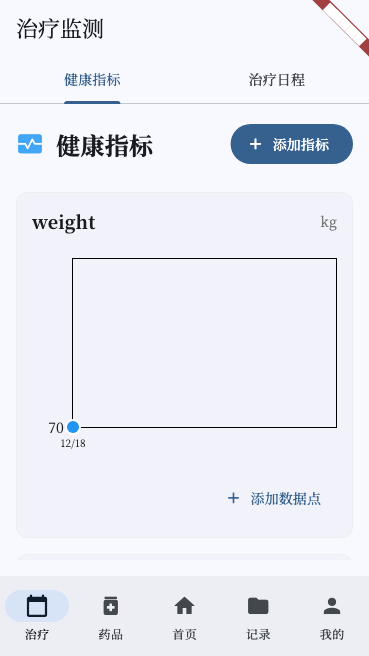 治疗监测
健康指标
治疗日程
健康指标
添加指标
weight
kg
70
12/18
添加数据点
治疗
药品
首页
记录
我的